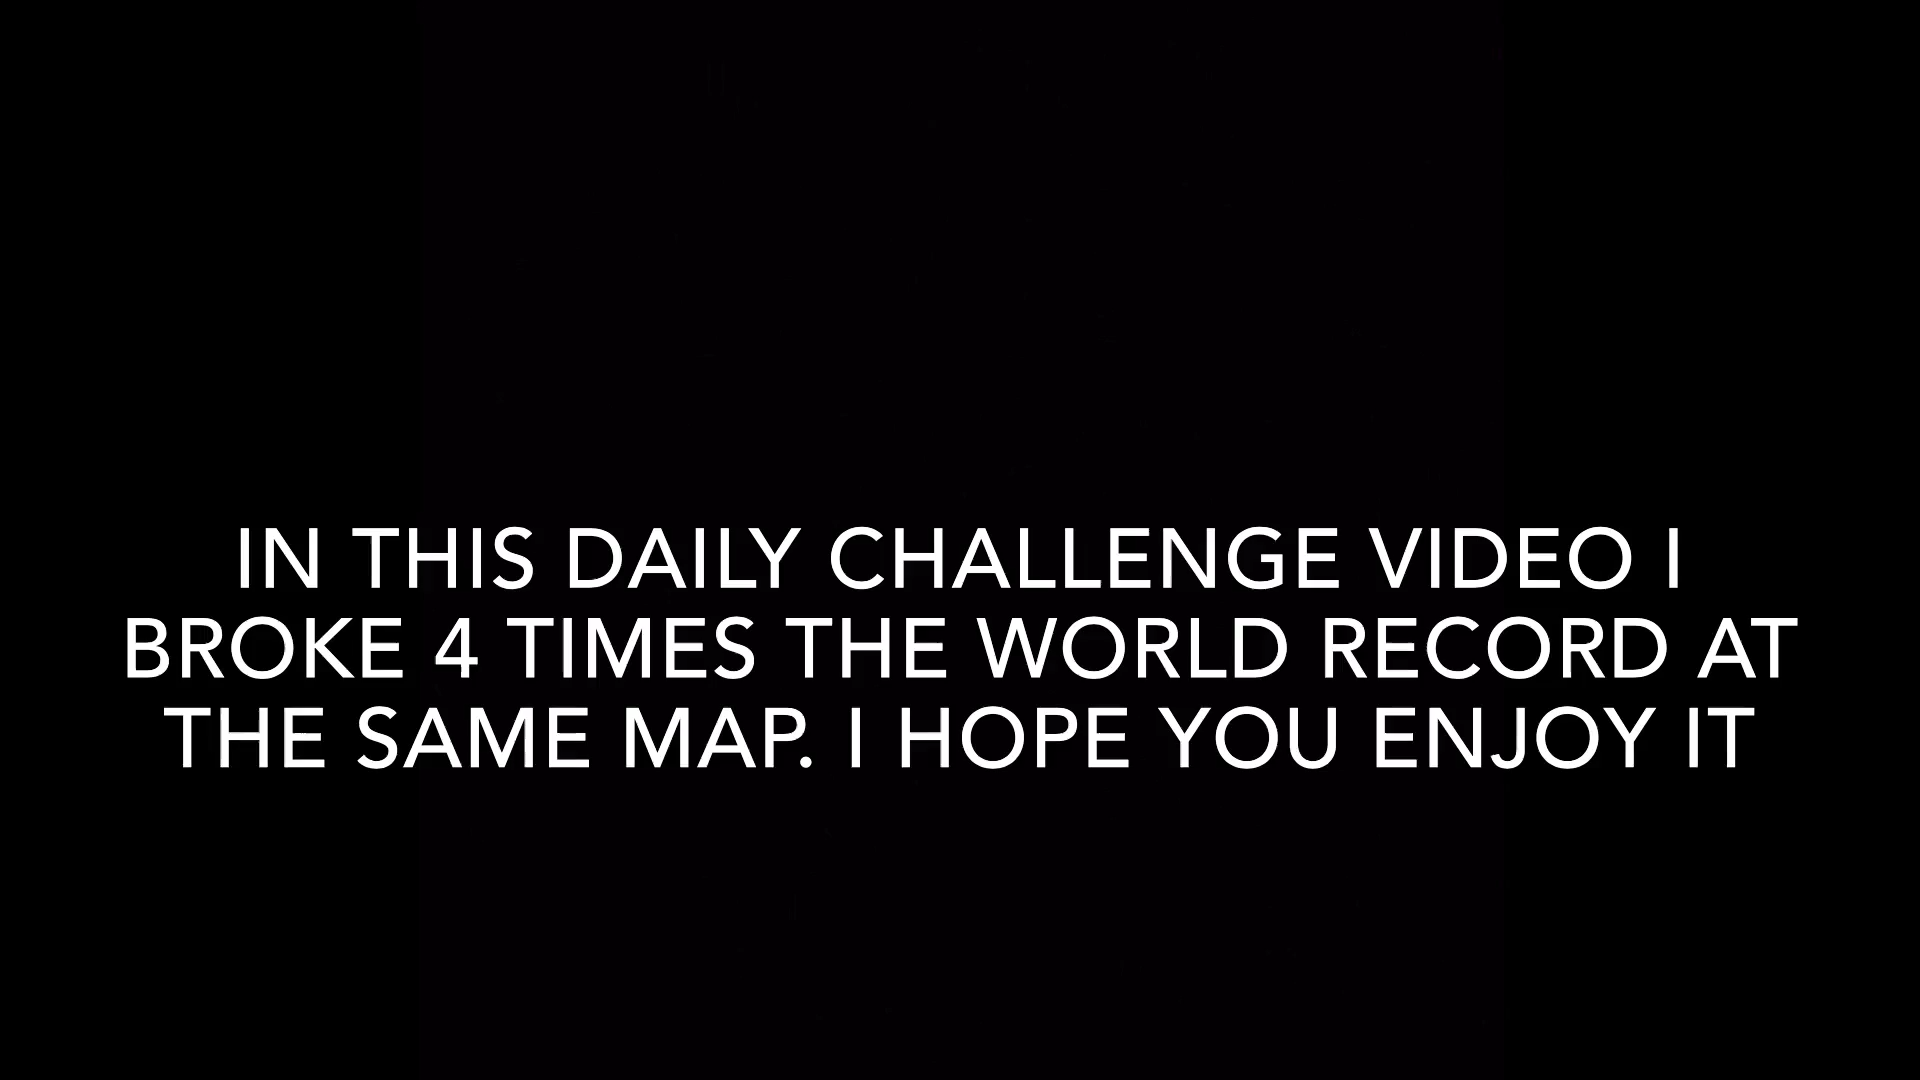 IN THIS DAILY CHALLENGE VIDEO I
BROKE 4 TIMES THE WORLD RECORD AT
THE SAME MAP. I HOPE YOU ENJOY IT